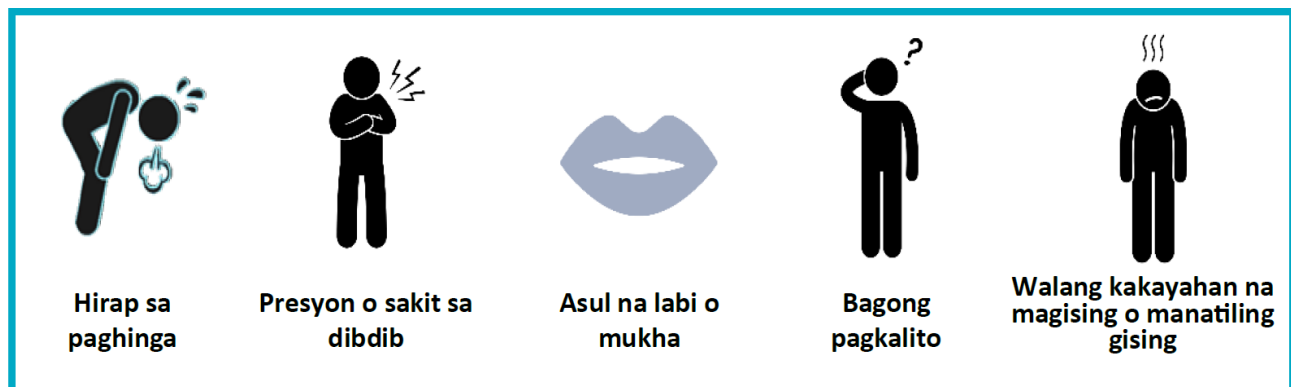 ?
Hirap sa
paghinga
Presyon o sakit sa
dibdib
Asul na labi o
mukha
Bagong
pagkalito
Walang kakayahan na
magising o manatiling
gising